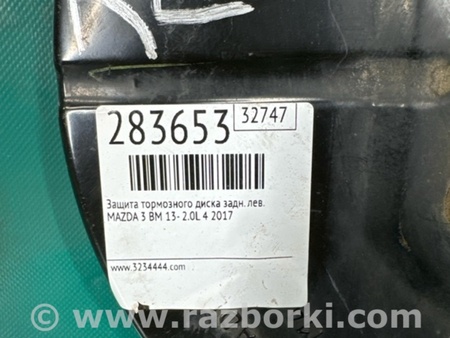 RL
283653
32747
Защита тормозного диска задн. лев.
MAZDA 3 BM 13- 2.0L 4 2017
www.3234444.com
www.razborki.com